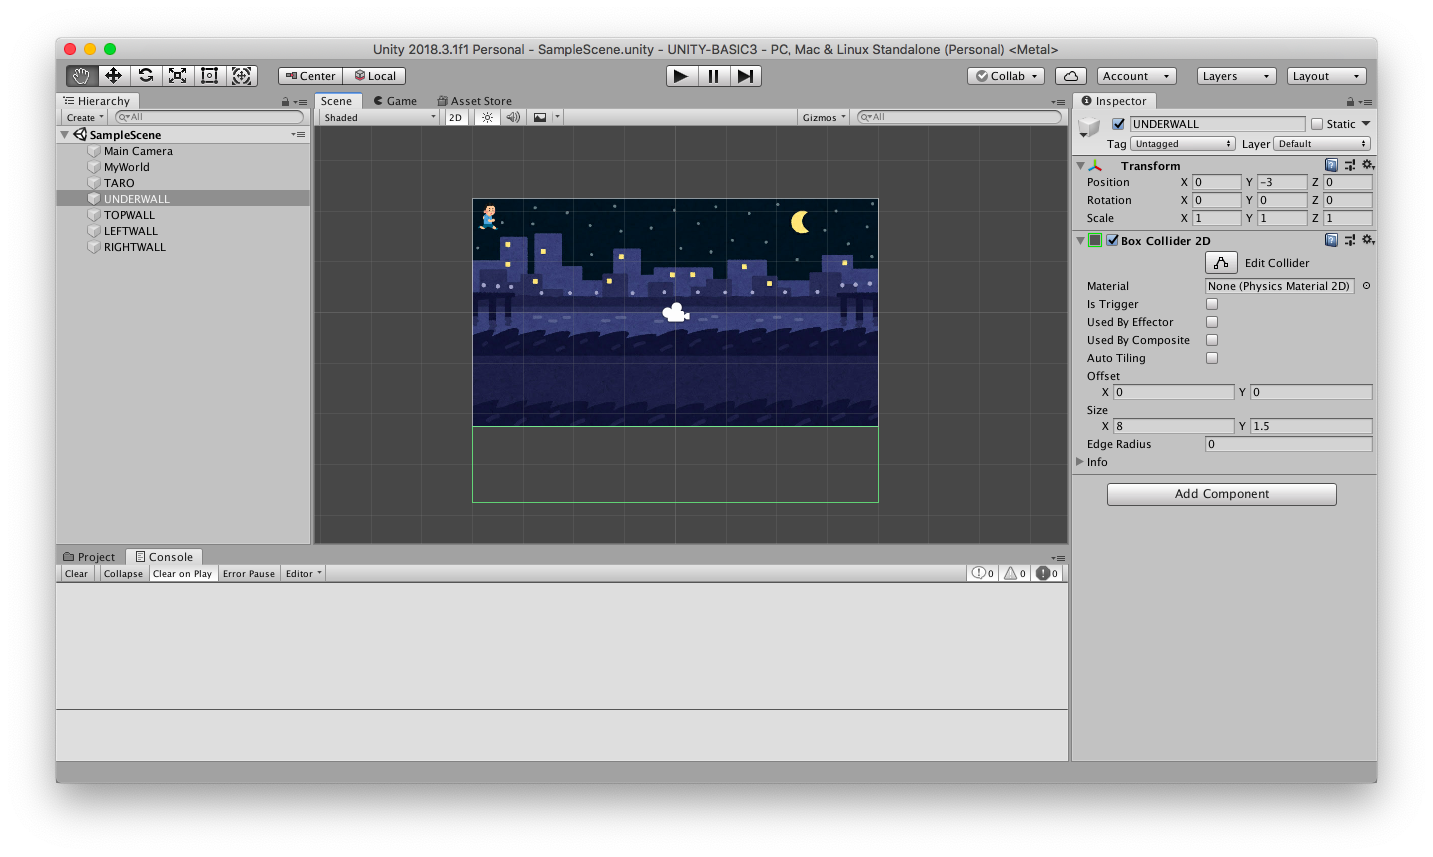 Unity 2018.3.1f1 Personal - SampleScene.unity - UNITY-BASIC3 - PC, Mac & Linux Standalone (Personal) <Metal>
Center Local Collab Account Layers Layout
Hierarchy
Create All
SampleScene
Main Camera
MyWorld
TARO
UNDERWALL
TOPWALL
LEFTWALL
RIGHTWALL
Scene Game Asset Store
Shaded 2D Gizmos All
Inspector
UNDERWALL Static
Tag Untagged Layer Default
Transform
Position X 0 Y -3 Z 0
Rotation X 0 Y 0 Z 0
Scale X 1 Y 1 Z 1
Box Collider 2D
Edit Collider
Material None (Physics Material 2D)
Is Trigger
Used By Effector
Used By Composite
Auto Tiling
Offset
X 0 Y 0
Size
X 8 Y 1.5
Edge Radius 0
Info
Add Component
Project Console
Clear Collapse Clear on Play Error Pause Editor 0 0 0